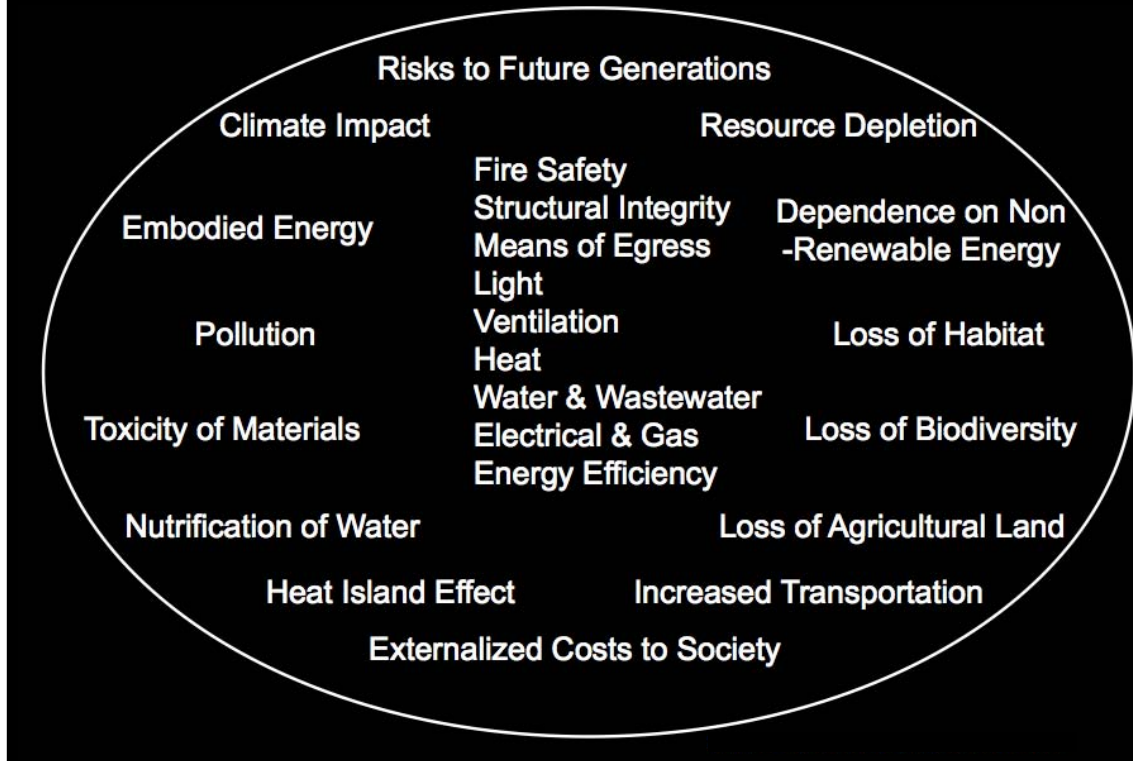 Risks to Future Generations
Climate Impact
Resource Depletion
Fire Safety
Structural Integrity
Means of Egress
Light
Ventilation
Heat
Water & Wastewater
Electrical & Gas
Energy Efficiency
Embodied Energy
Dependence on Non
-Renewable Energy
Pollution
Loss of Habitat
Toxicity of Materials
Loss of Biodiversity
Nutrification of Water
Loss of Agricultural Land
Heat Island Effect
Increased Transportation
Externalized Costs to Society